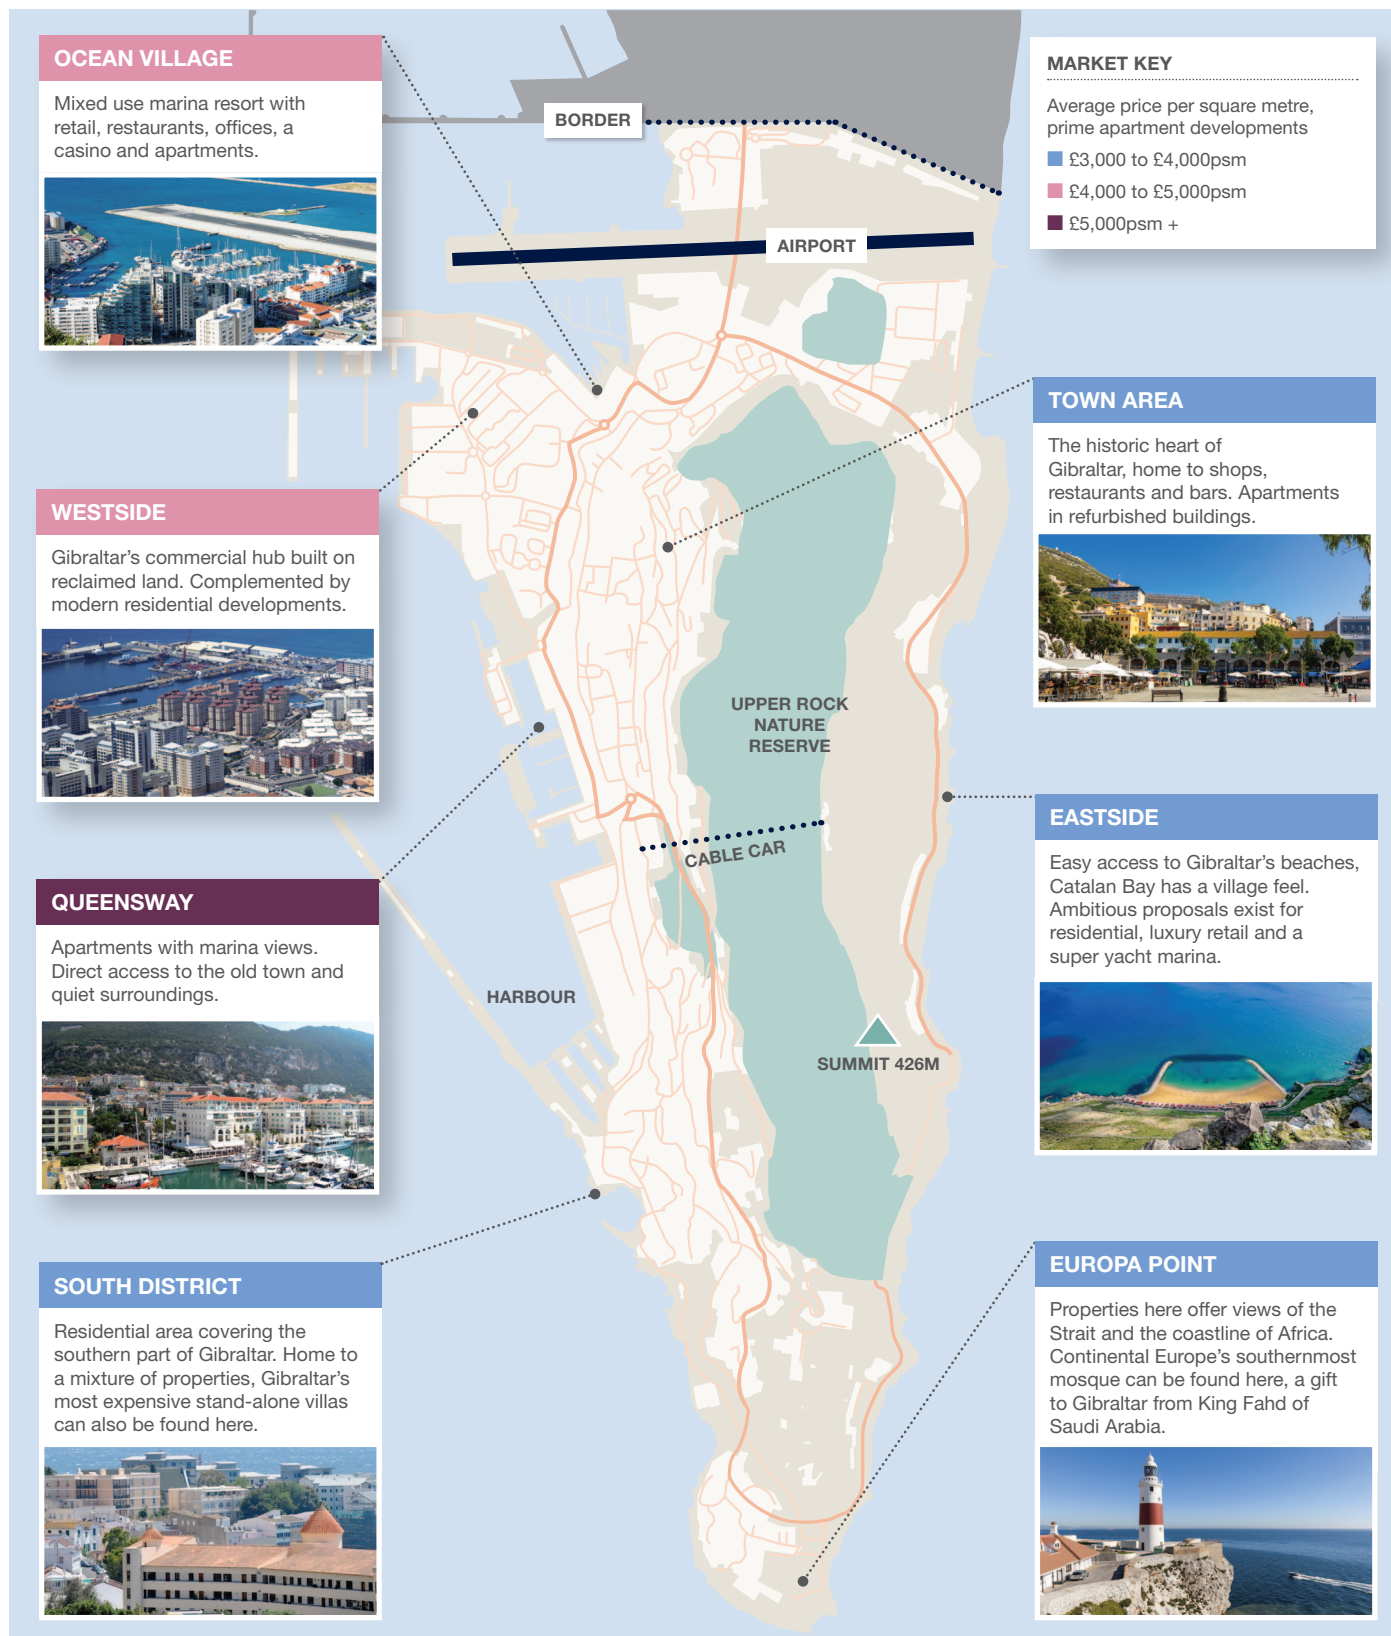 OCEAN VILLAGE
Mixed use marina resort with
retail, restaurants, offices, a
casino and apartments.
BORDER
MARKET KEY
Average price per square metre,
prime apartment developments
£3,000 to £4,000psm
£4,000 to £5,000psm
£5,000psm +
AIRPORT
TOWN AREA
The historic heart of
Gibraltar, home to shops,
restaurants and bars. Apartments
in refurbished buildings.
WESTSIDE
Gibraltar’s commercial hub built on
reclaimed land. Complemented by
modern residential developments.
UPPER ROCK
NATURE
RESERVE
EASTSIDE
Easy access to Gibraltar’s beaches,
Catalan Bay has a village feel.
Ambitious proposals exist for
residential, luxury retail and a
super yacht marina.
CABLE CAR
QUEENSWAY
Apartments with marina views.
Direct access to the old town and
quiet surroundings.
HARBOUR
SUMMIT 426M
SOUTH DISTRICT
Residential area covering the
southern part of Gibraltar. Home to
a mixture of properties, Gibraltar’s
most expensive stand-alone villas
can also be found here.
EUROPA POINT
Properties here offer views of the
Strait and the coastline of Africa.
Continental Europe’s southernmost
mosque can be found here, a gift
to Gibraltar from King Fahd of
Saudi Arabia.